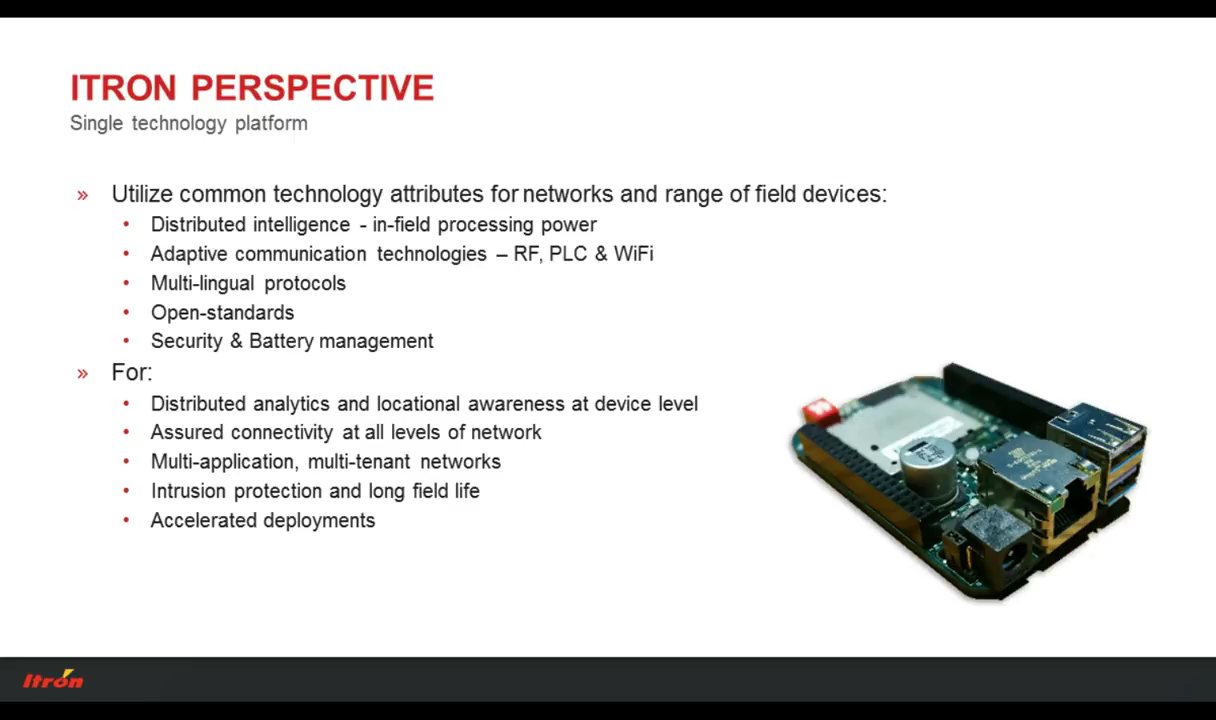 ITRON PERSPECTIVE
Single technology platform
» Utilize common technology attributes for networks and range of field devices:
• Distributed intelligence - in-field processing power
• Adaptive communication technologies – RF, PLC & WiFi
• Multi-lingual protocols
• Open-standards
• Security & Battery management
» For:
• Distributed analytics and locational awareness at device level
• Assured connectivity at all levels of network
• Multi-application, multi-tenant networks
• Intrusion protection and long field life
• Accelerated deployments
Itron